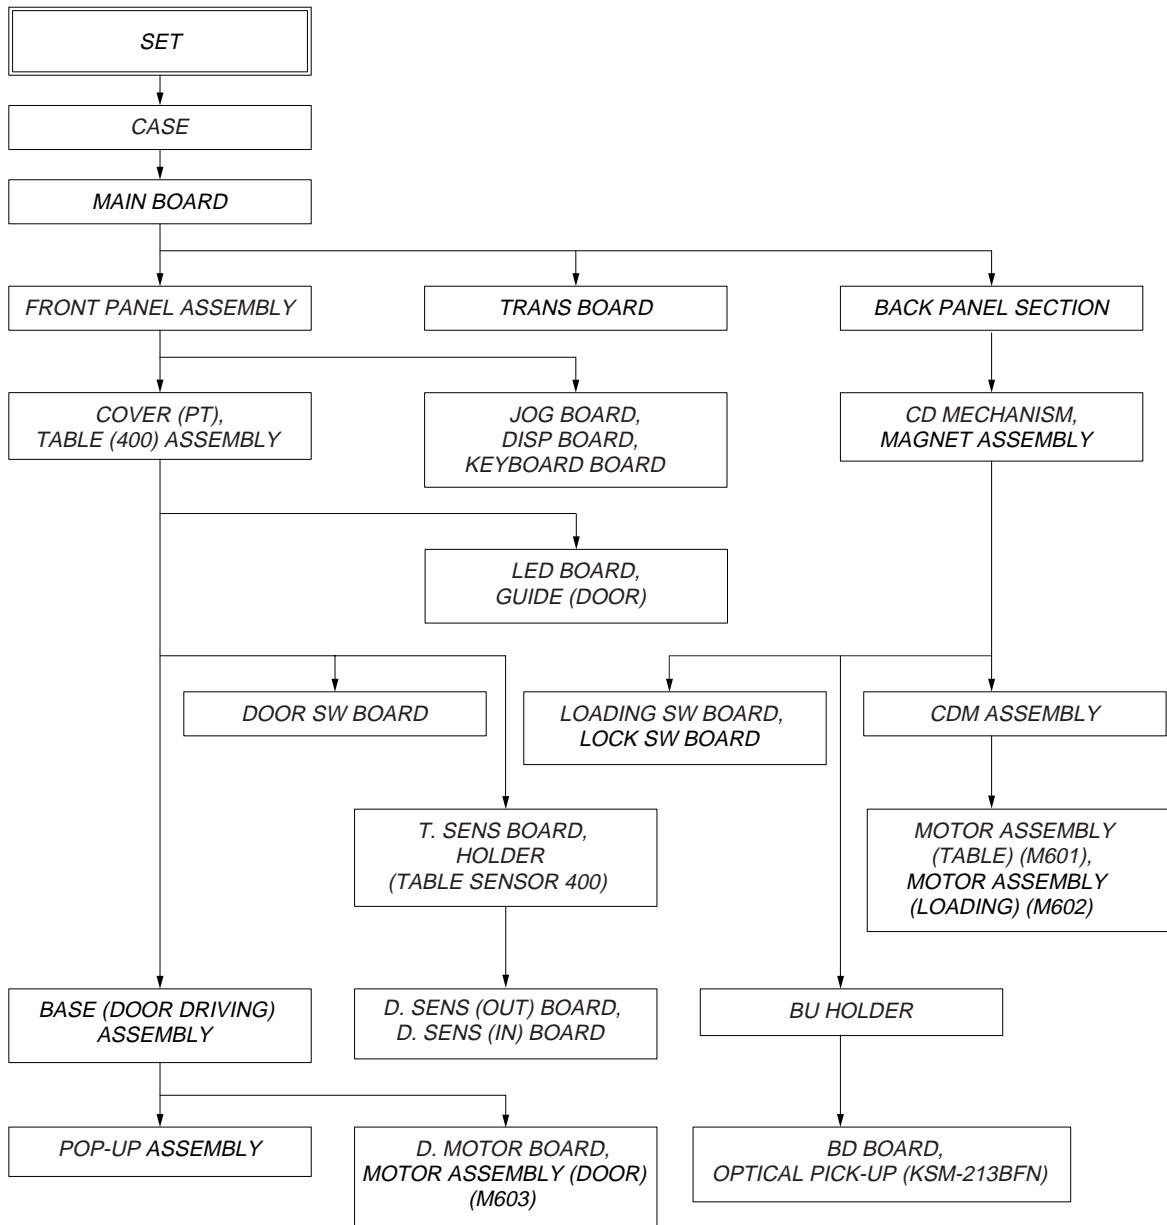 SET
CASE
MAIN BOARD
FRONT PANEL ASSEMBLY
TRANS BOARD
BACK PANEL SECTION
COVER (PT),
TABLE (400) ASSEMBLY
JOG BOARD,
DISP BOARD,
KEYBOARD BOARD
CD MECHANISM,
MAGNET ASSEMBLY
LED BOARD,
GUIDE (DOOR)
DOOR SW BOARD
LOADING SW BOARD,
LOCK SW BOARD
CDM ASSEMBLY
T. SENS BOARD,
HOLDER
(TABLE SENSOR 400)
MOTOR ASSEMBLY
(TABLE) (M601),
MOTOR ASSEMBLY
(LOADING) (M602)
BASE (DOOR DRIVING)
ASSEMBLY
D. SENS (OUT) BOARD,
D. SENS (IN) BOARD
BU HOLDER
POP-UP ASSEMBLY
D. MOTOR BOARD,
MOTOR ASSEMBLY (DOOR)
(M603)
BD BOARD,
OPTICAL PICK-UP (KSM-213BFN)